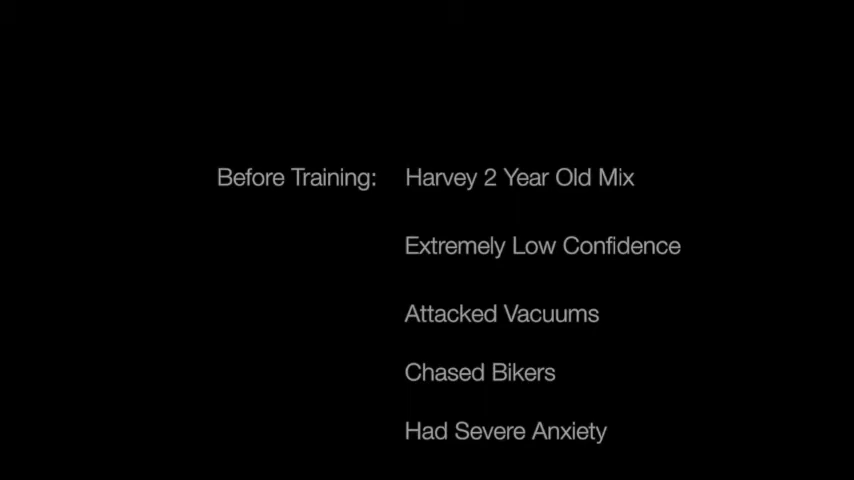 Before Training: Harvey 2 Year Old Mix
Extremely Low Confidence
Attacked Vacuums
Chased Bikers
Had Severe Anxiety